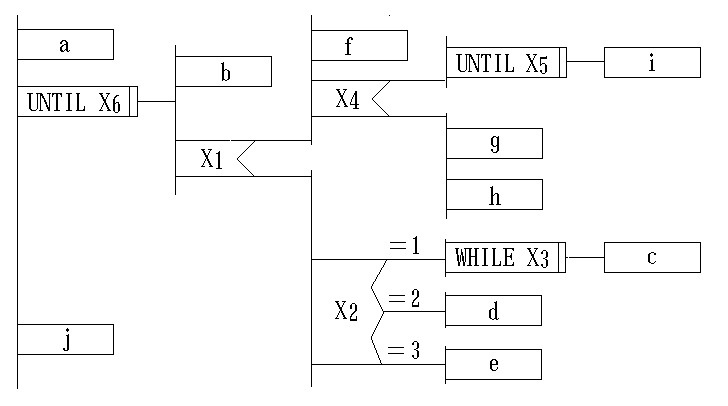 a
UNTIL X6
j
b
X1
f
X4
UNTIL X5
i
g
h
X2
=1
WHILE X3
c
=2
d
=3
e